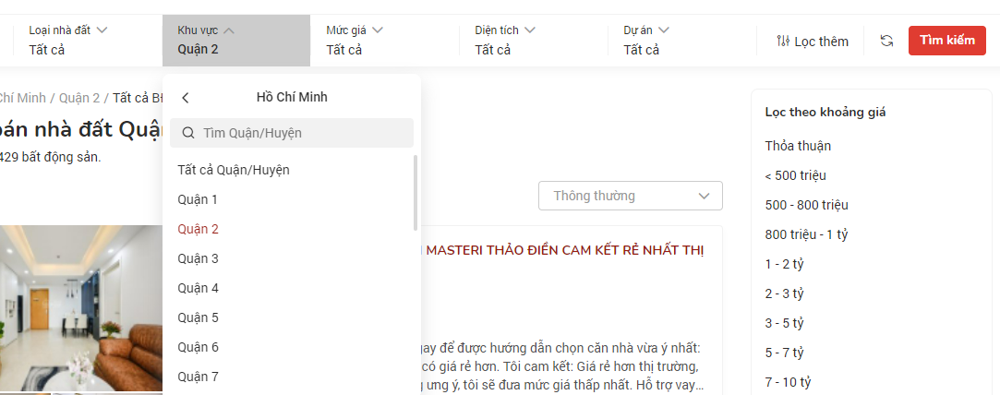 Loại nhà đất
Tất cả
Khu vực
Quận 2
Mức giá
Tất cả
Diện tích
Tất cả
Dự án
Tất cả
Lọc thêm
Tìm kiếm
Chí Minh / Quận 2 / Tất cả
bán nhà đất
429 bất động sản.
Hồ Chí Minh
Tìm Quận/Huyện
Tất cả Quận/Huyện
Quận 1
Quận 2
Quận 3
Quận 4
Quận 5
Quận 6
Quận 7
Thông thường
MASTERI THẢO ĐIỀN CAM KẾT RẺ NHẤT THỊ
để được hướng dẫn chọn căn nhà vừa ý nhất:
có giá rẻ hơn. Tôi cam kết: Giá rẻ hơn thị trường,
ưng ý, tôi sẽ đưa mức giá thấp nhất. Hỗ trợ vay...
Lọc theo khoảng giá
Thỏa thuận
< 500 triệu
500 - 800 triệu
800 triệu - 1 tỷ
1 - 2 tỷ
2 - 3 tỷ
3 - 5 tỷ
5 - 7 tỷ
7 - 10 tỷ